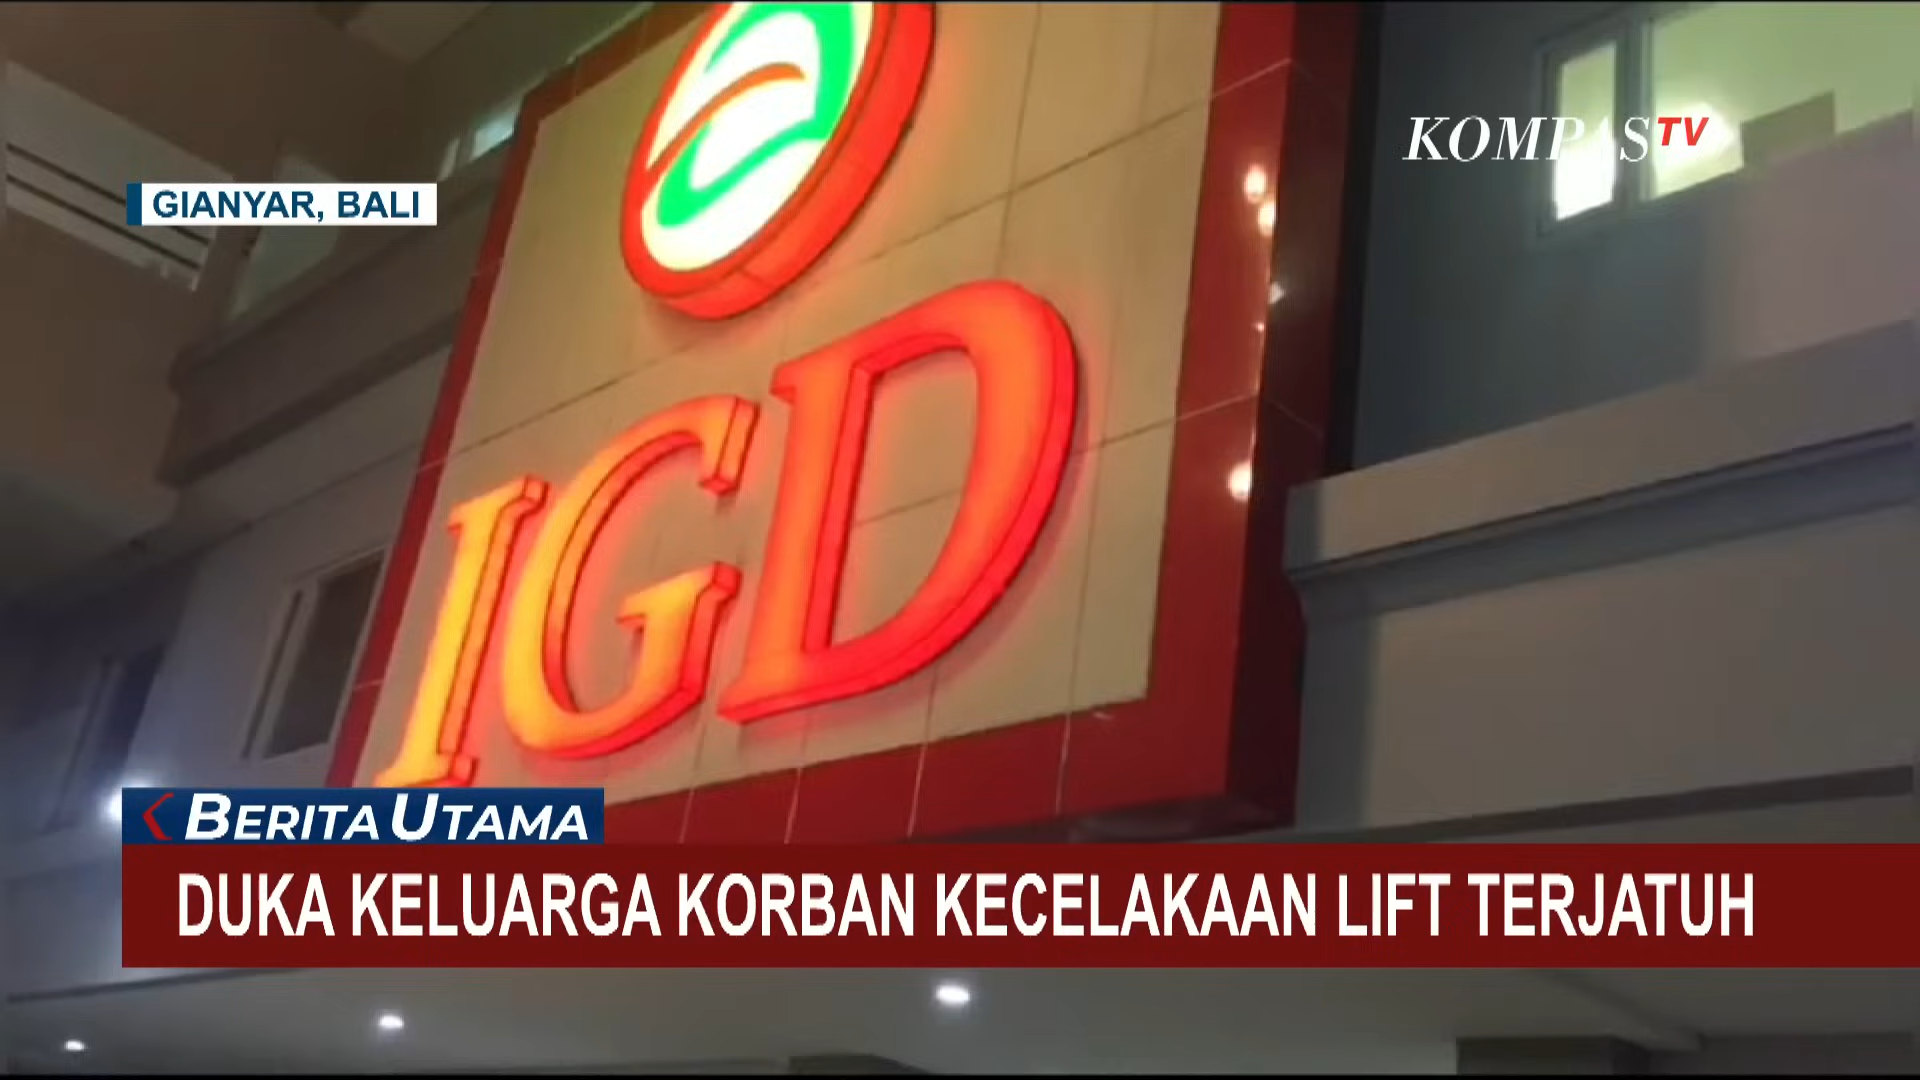 KOMPAS TV
GIANYAR, BALI
IGD
BERITA UTAMA
DUKA KELUARGA KORBAN KECELAKAAN LIFT TERJATUH